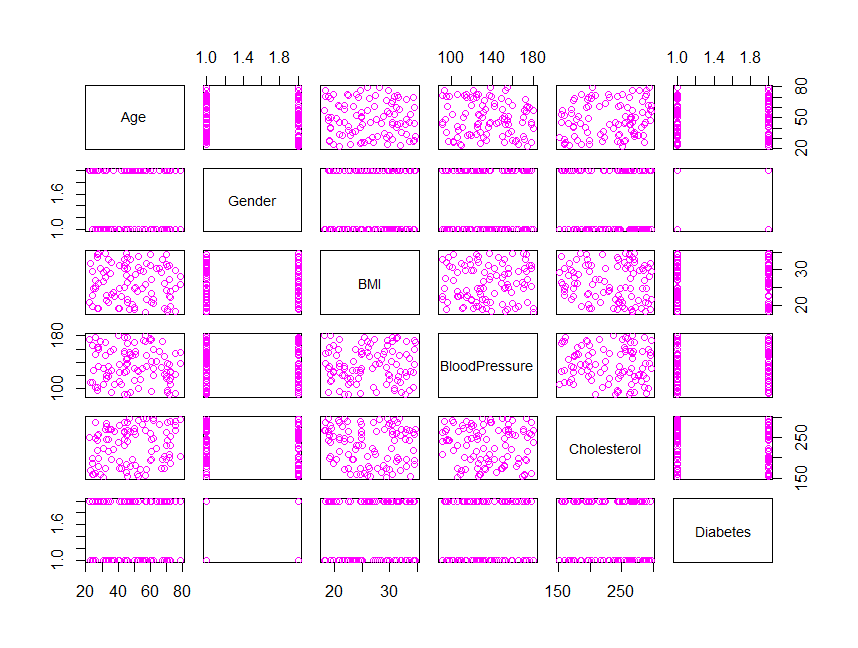 1.0 1.4 1.8
100 140 180
1.0 1.4 1.8
Age
20 50 80
1.0 1.6
Gender
BMI
20 30
100 180
BloodPressure
Cholesterol
150 250
1.0 1.6
Diabetes
20 40 60 80
20 30
150 250